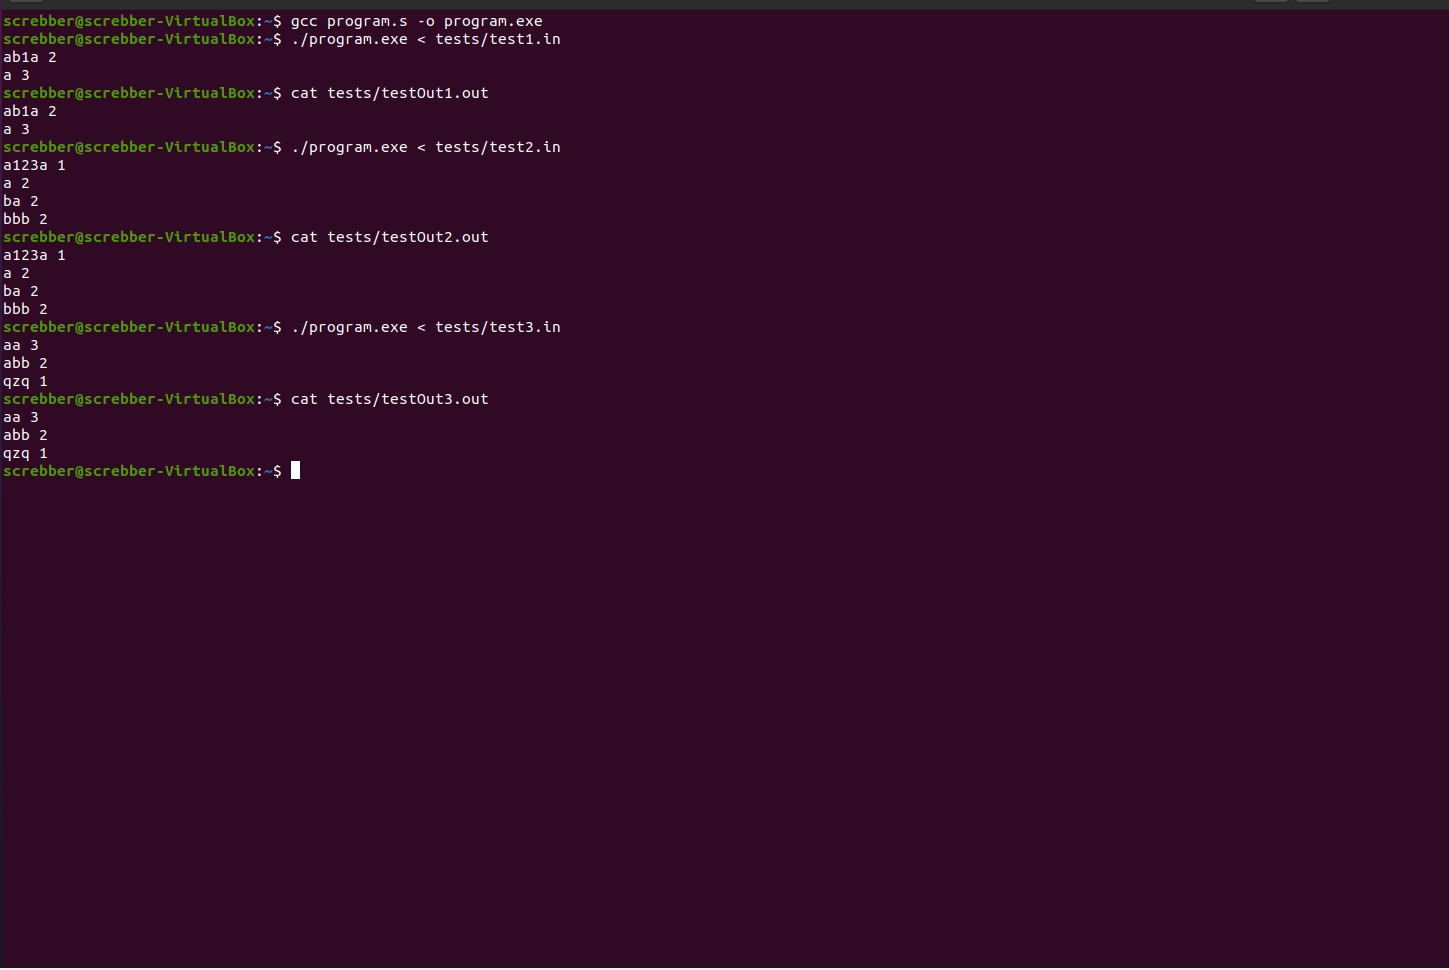 screbber@screbber-VirtualBox:~$ gcc program.s -o program.exe
screbber@screbber-VirtualBox:~$ ./program.exe < tests/test1.in
ab1a 2
a 3
screbber@screbber-VirtualBox:~$ cat tests/testOut1.out
ab1a 2
a 3
screbber@screbber-VirtualBox:~$ ./program.exe < tests/test2.in
a123a 1
a 2
ba 2
bbb 2
screbber@screbber-VirtualBox:~$ cat tests/testOut2.out
a123a 1
a 2
ba 2
bbb 2
screbber@screbber-VirtualBox:~$ ./program.exe < tests/test3.in
aa 3
abb 2
qzq 1
screbber@screbber-VirtualBox:~$ cat tests/testOut3.out
aa 3
abb 2
qzq 1
screbber@screbber-VirtualBox:~$